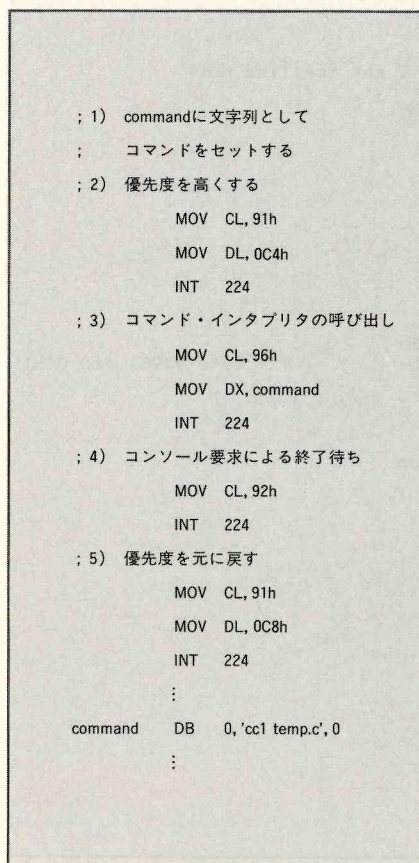 ; 1) commandに文字列として
; コマンドをセットする
; 2) 優先度を高くする
MOV CL, 91h
MOV DL, 0C4h
INT 224
; 3) コマンド・インタプリタの呼び出し
MOV CL, 96h
MOV DX, command
INT 224
; 4) コンソール要求による終了待ち
MOV CL, 92h
INT 224
; 5) 優先度を元に戻す
MOV CL, 91h
MOV DL, 0C8h
INT 224
⋮
command DB 0, 'cc1 temp.c', 0
⋮